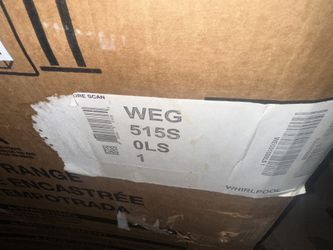 ORE SCAN
WEG
515S
0LS
1
WHIRLPOOL
RANGE
ENCASTRÉE
EMPOTRADA